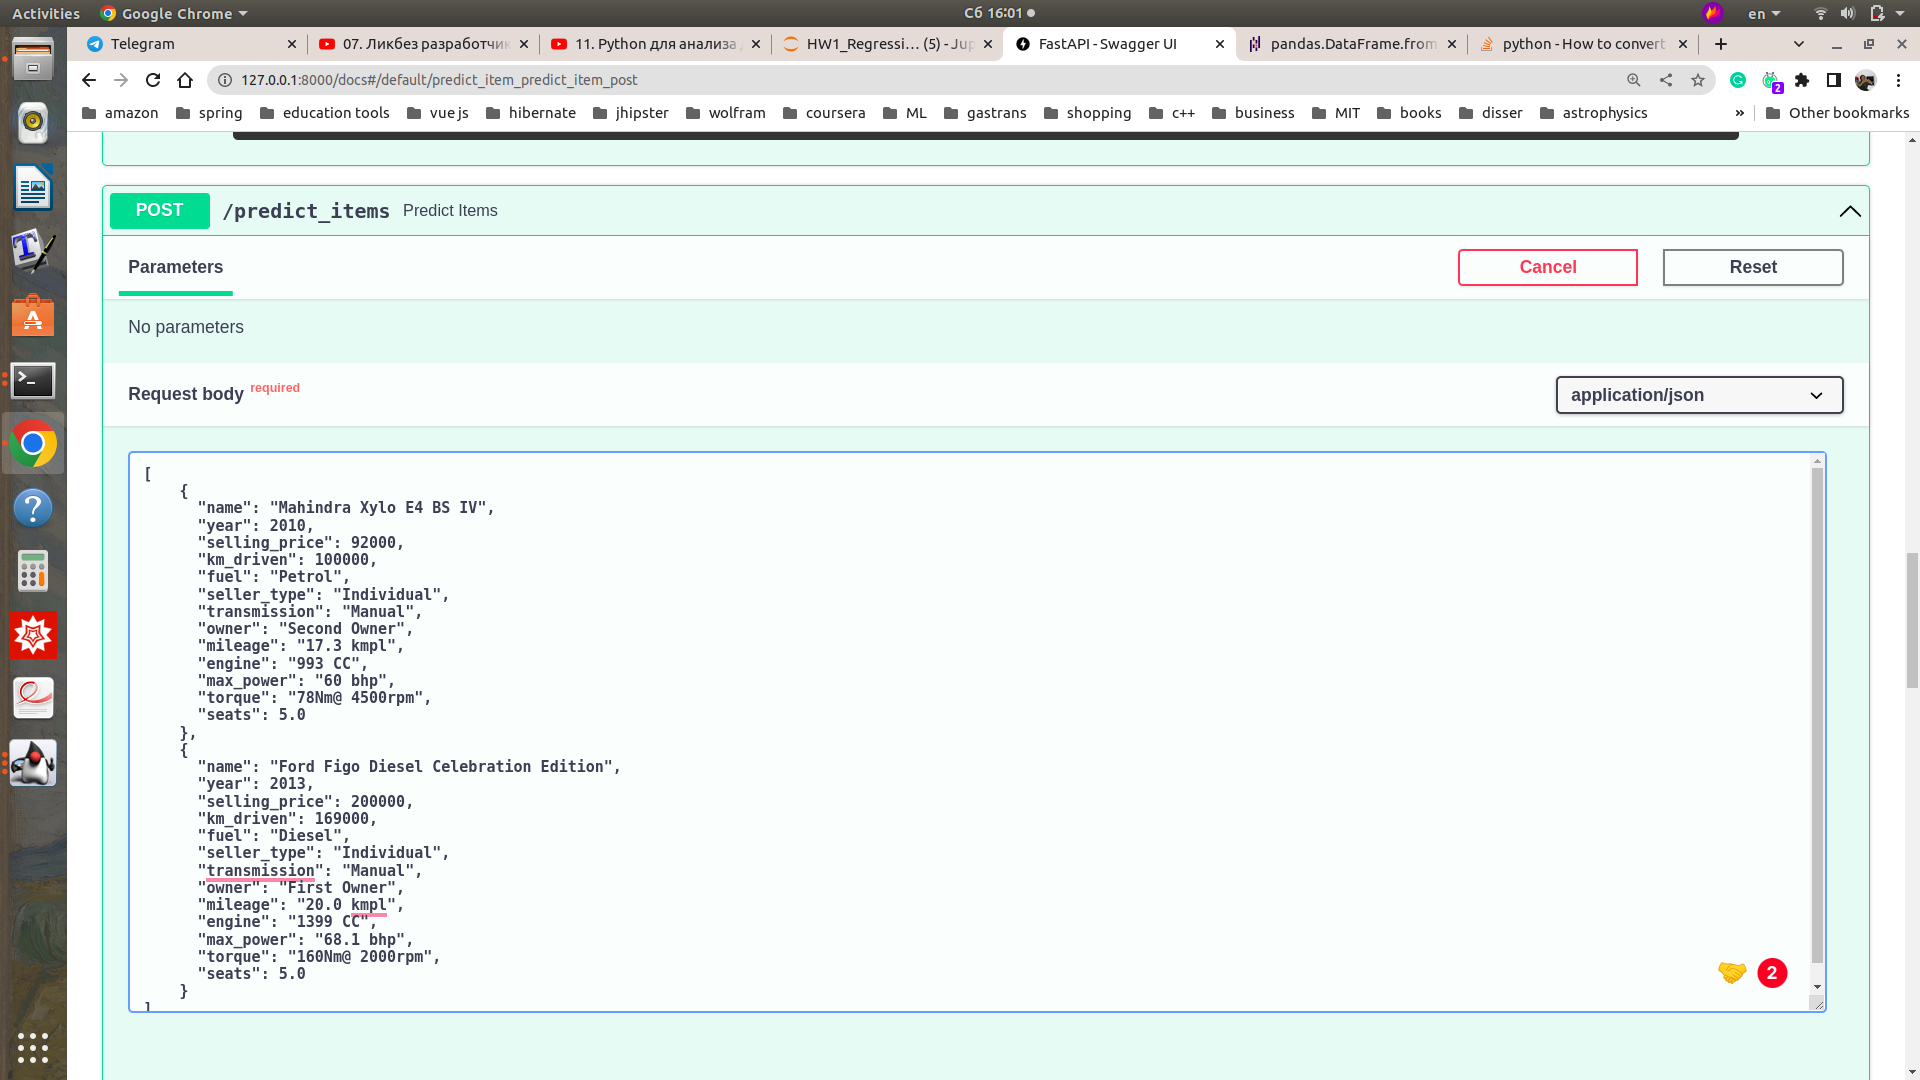 Activities Google Chrome Сб 16:01 en
Telegram 07. Ликбез разработчик 11. Python для анализа HW1_Regressi… (5) - Jup FastAPI - Swagger UI pandas.DataFrame.from python - How to convert
127.0.0.1:8000/docs#/default/predict_item_predict_item_post 2
amazon spring education tools vue js hibernate jhipster wolfram coursera ML gastrans shopping c++ business MIT books disser astrophysics » Other bookmarks
POST /predict_items Predict Items
Parameters Cancel Reset
No parameters
Request body required application/json
[
{
"name": "Mahindra Xylo E4 BS IV",
"year": 2010,
"selling_price": 92000,
"km_driven": 100000,
"fuel": "Petrol",
"seller_type": "Individual",
"transmission": "Manual",
"owner": "Second Owner",
"mileage": "17.3 kmpl",
"engine": "993 CC",
"max_power": "60 bhp",
"torque": "78Nm@ 4500rpm",
"seats": 5.0
},
{
"name": "Ford Figo Diesel Celebration Edition",
"year": 2013,
"selling_price": 200000,
"km_driven": 169000,
"fuel": "Diesel",
"seller_type": "Individual",
"transmission": "Manual",
"owner": "First Owner",
"mileage": "20.0 kmpl",
"engine": "1399 CC",
"max_power": "68.1 bhp",
"torque": "160Nm@ 2000rpm",
"seats": 5.0
}
]
2